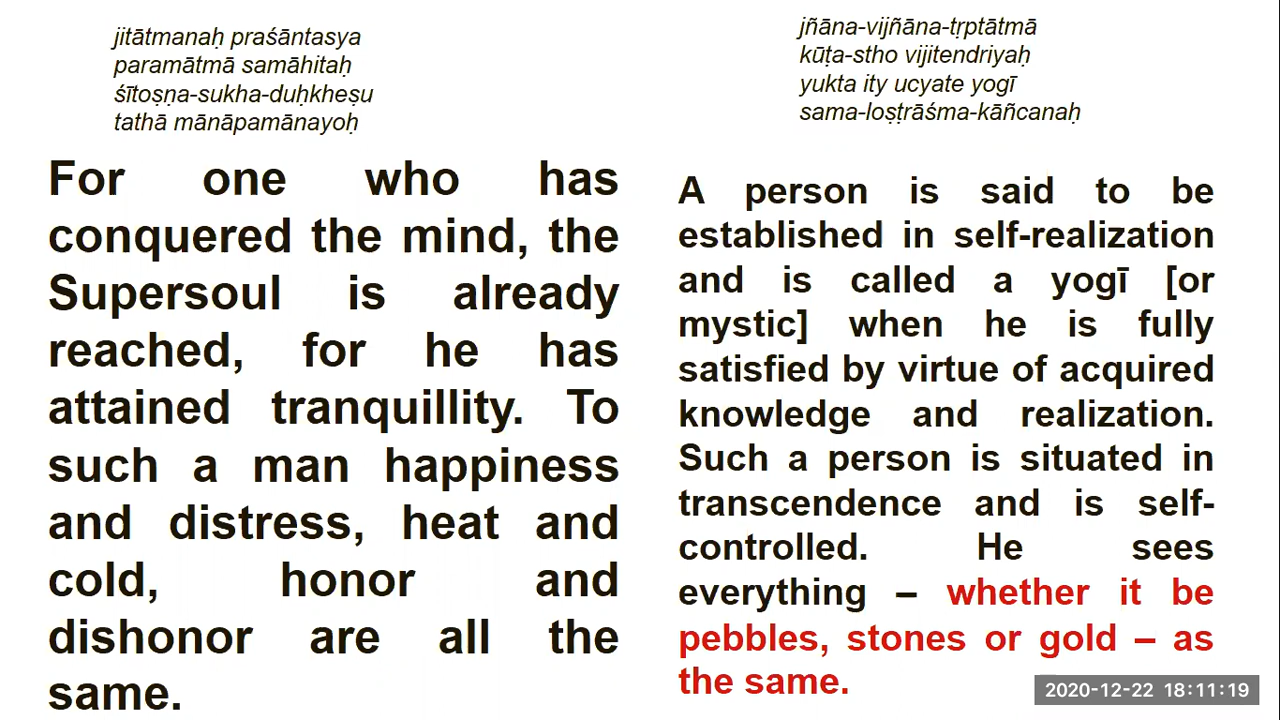 jitātmanaḥ praśāntasya
paramātmā samāhitaḥ
śītoṣṇa-sukha-duḥkheṣu
tathā mānāpamānayoḥ
For one who has
conquered the mind, the
Supersoul is already
reached, for he has
attained tranquillity. To
such a man happiness
and distress, heat and
cold, honor and
dishonor are all the
same.
jñāna-vijñāna-tṛptātmā
kūṭa-stho vijitendriyaḥ
yukta ity ucyate yogī
sama-loṣṭrāśma-kāñcanaḥ
A person is said to be
established in self-realization
and is called a yogī [or
mystic] when he is fully
satisfied by virtue of acquired
knowledge and realization.
Such a person is situated in
transcendence and is self-
controlled. He sees
everything – whether it be
pebbles, stones or gold – as
the same.
2020-12-22 18:11:19